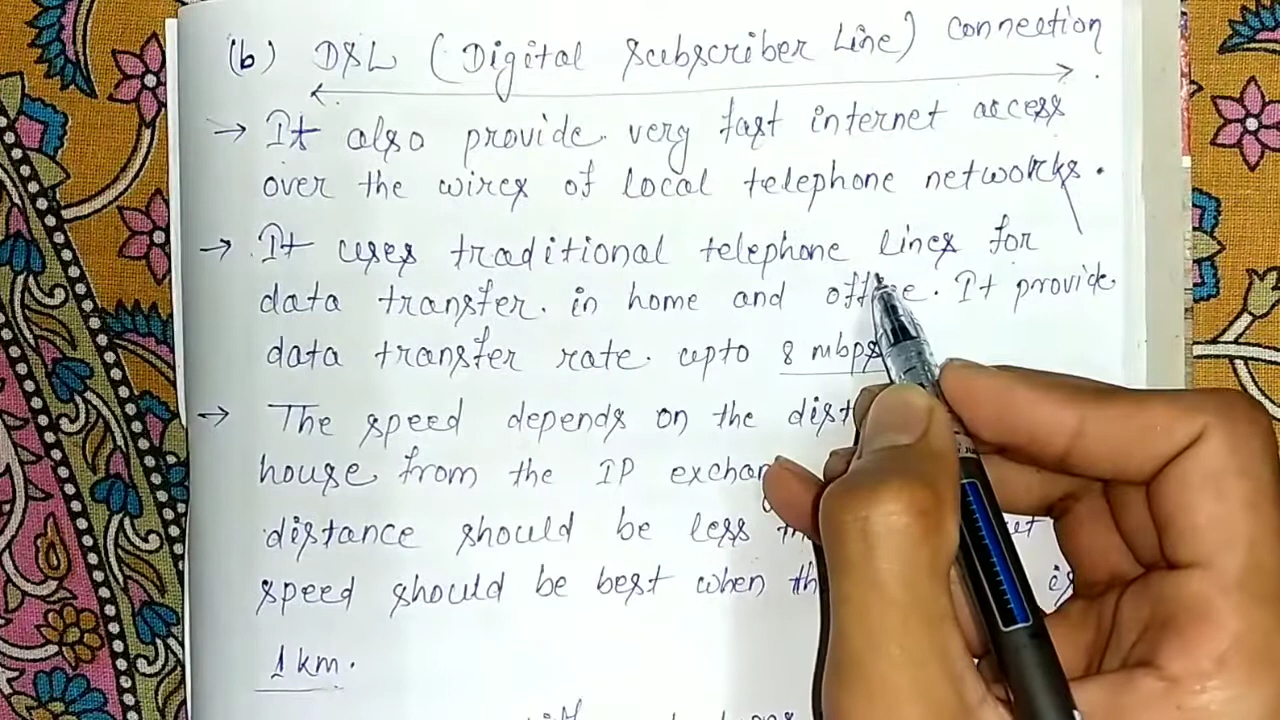 (b) DSL (Digital Subscriber Line) connection
→ It also provide very fast internet access
over the wires of local telephone networks.
→ It uses traditional telephone lines for
data transfer. in home and office. It provide
data transfer rate upto 8 mbps
→ The speed depends on the
house from the IP
distance should be less
speed should be best when
1 km.